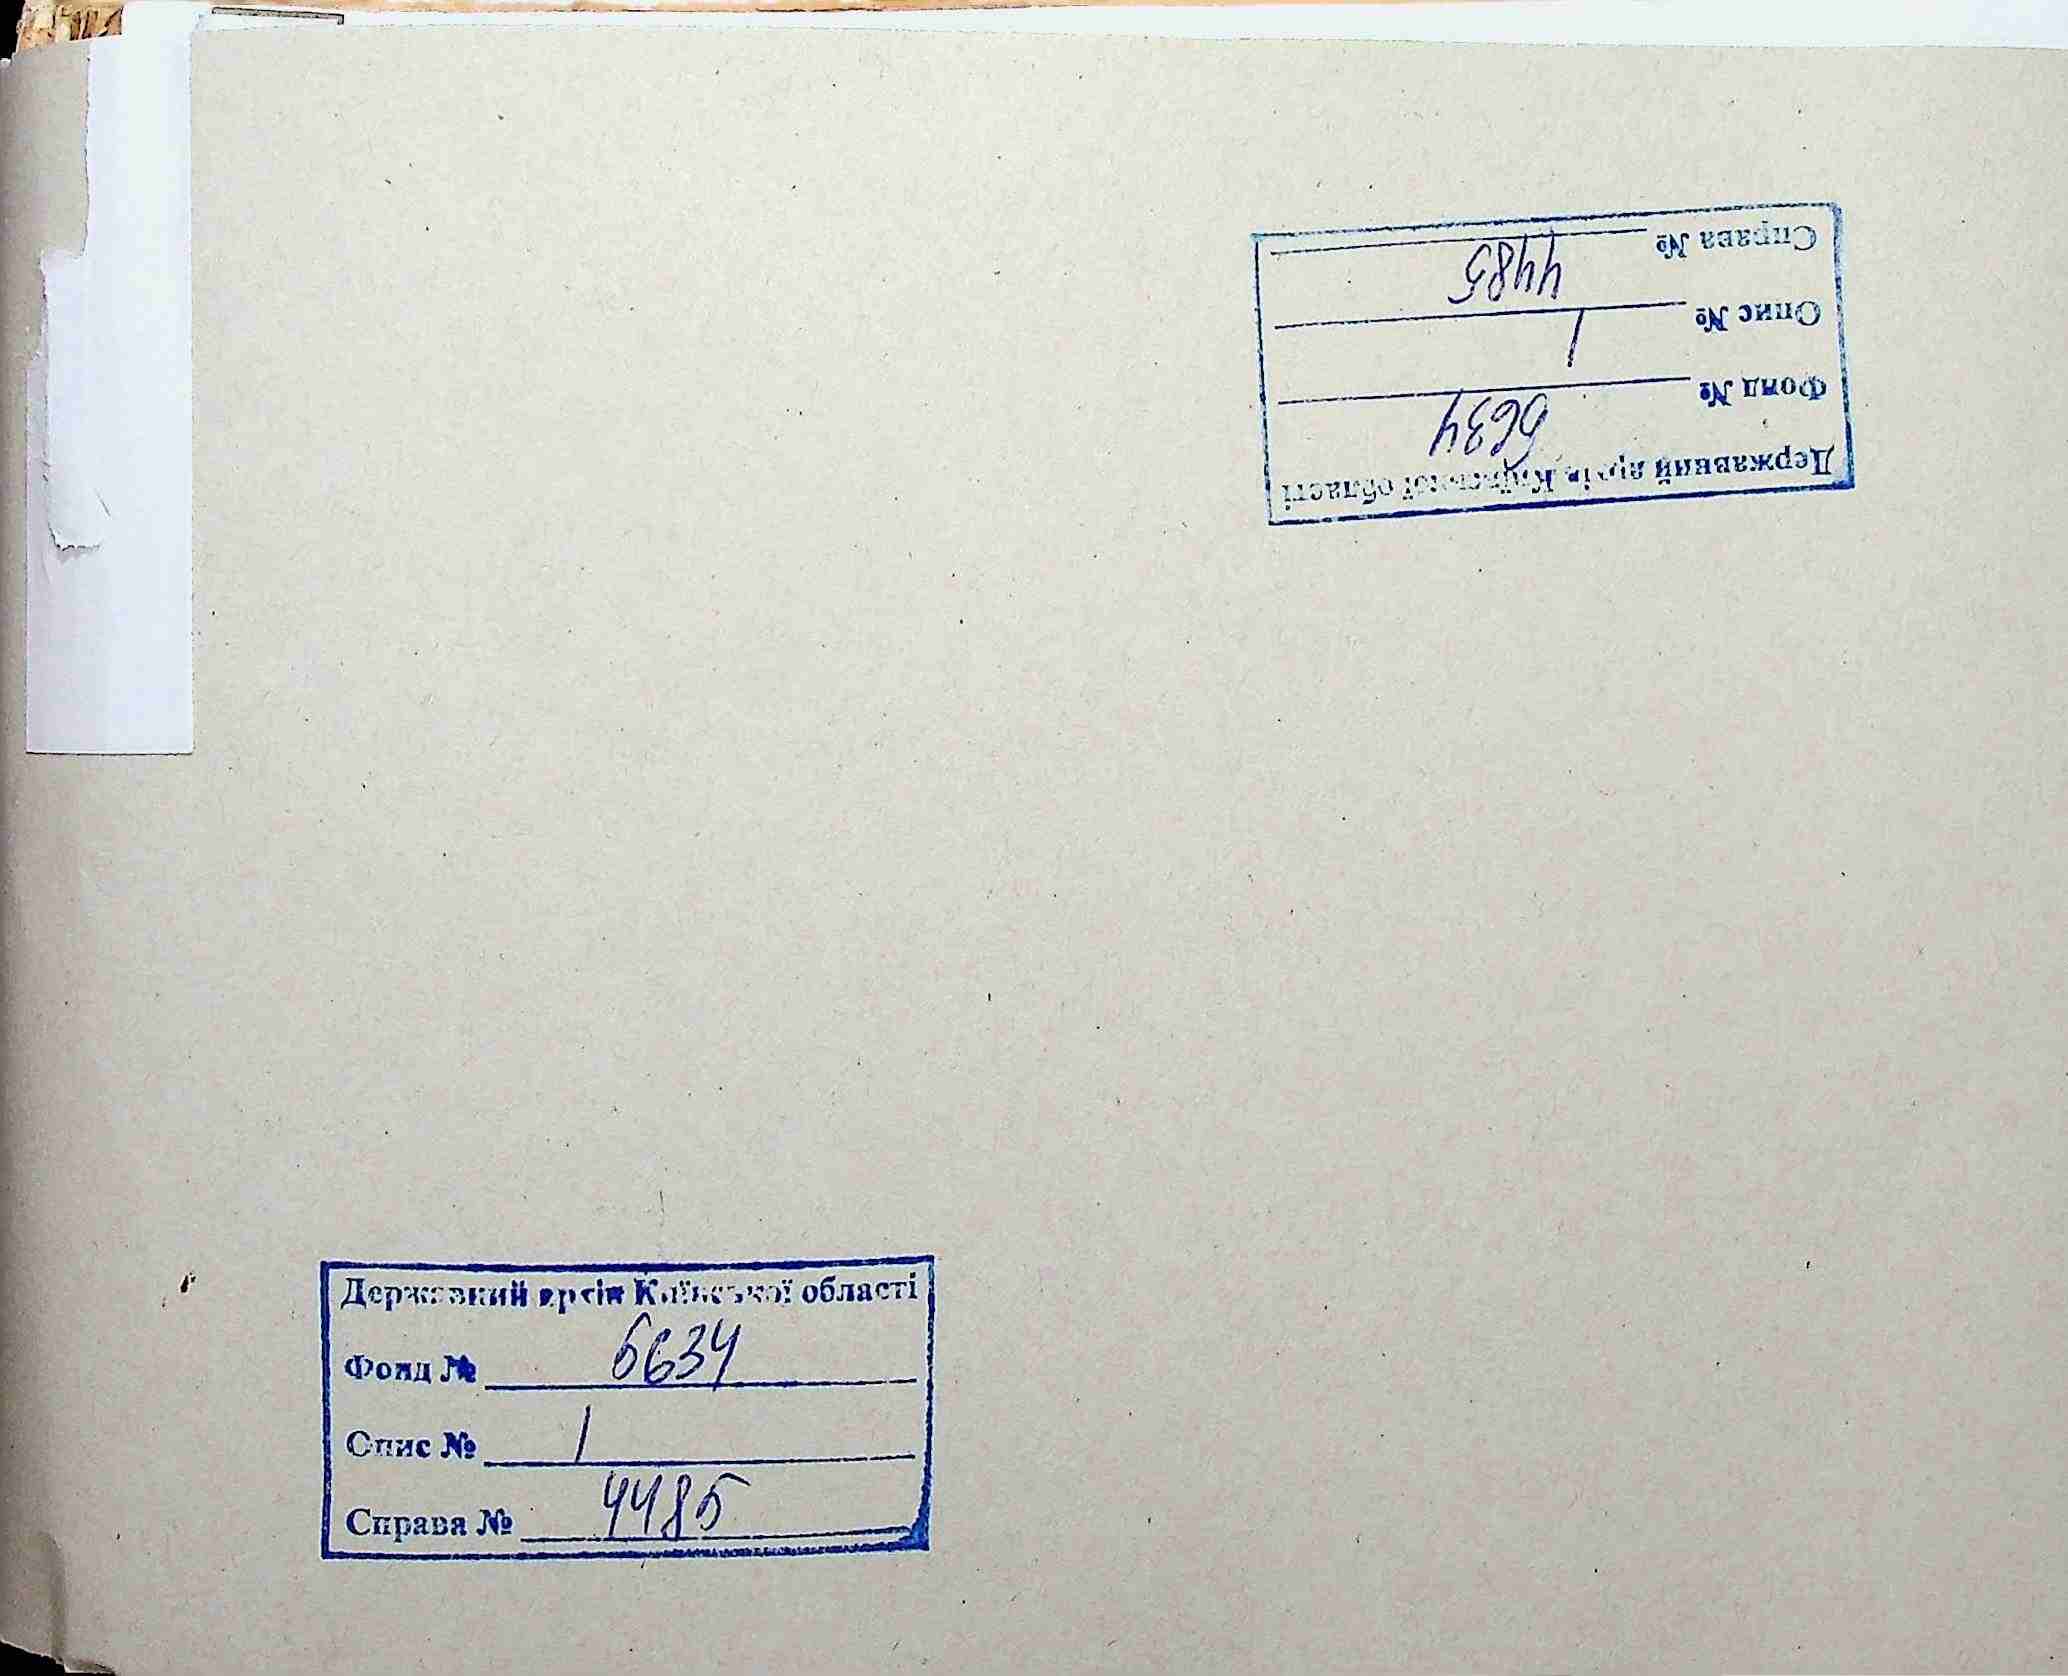 Державний архів Київської області
Фонд № 6634
Опис № 1
Справа № 4485
Державний архів Київської області
Фонд № 6634
Опис № 1
Справа № 4485